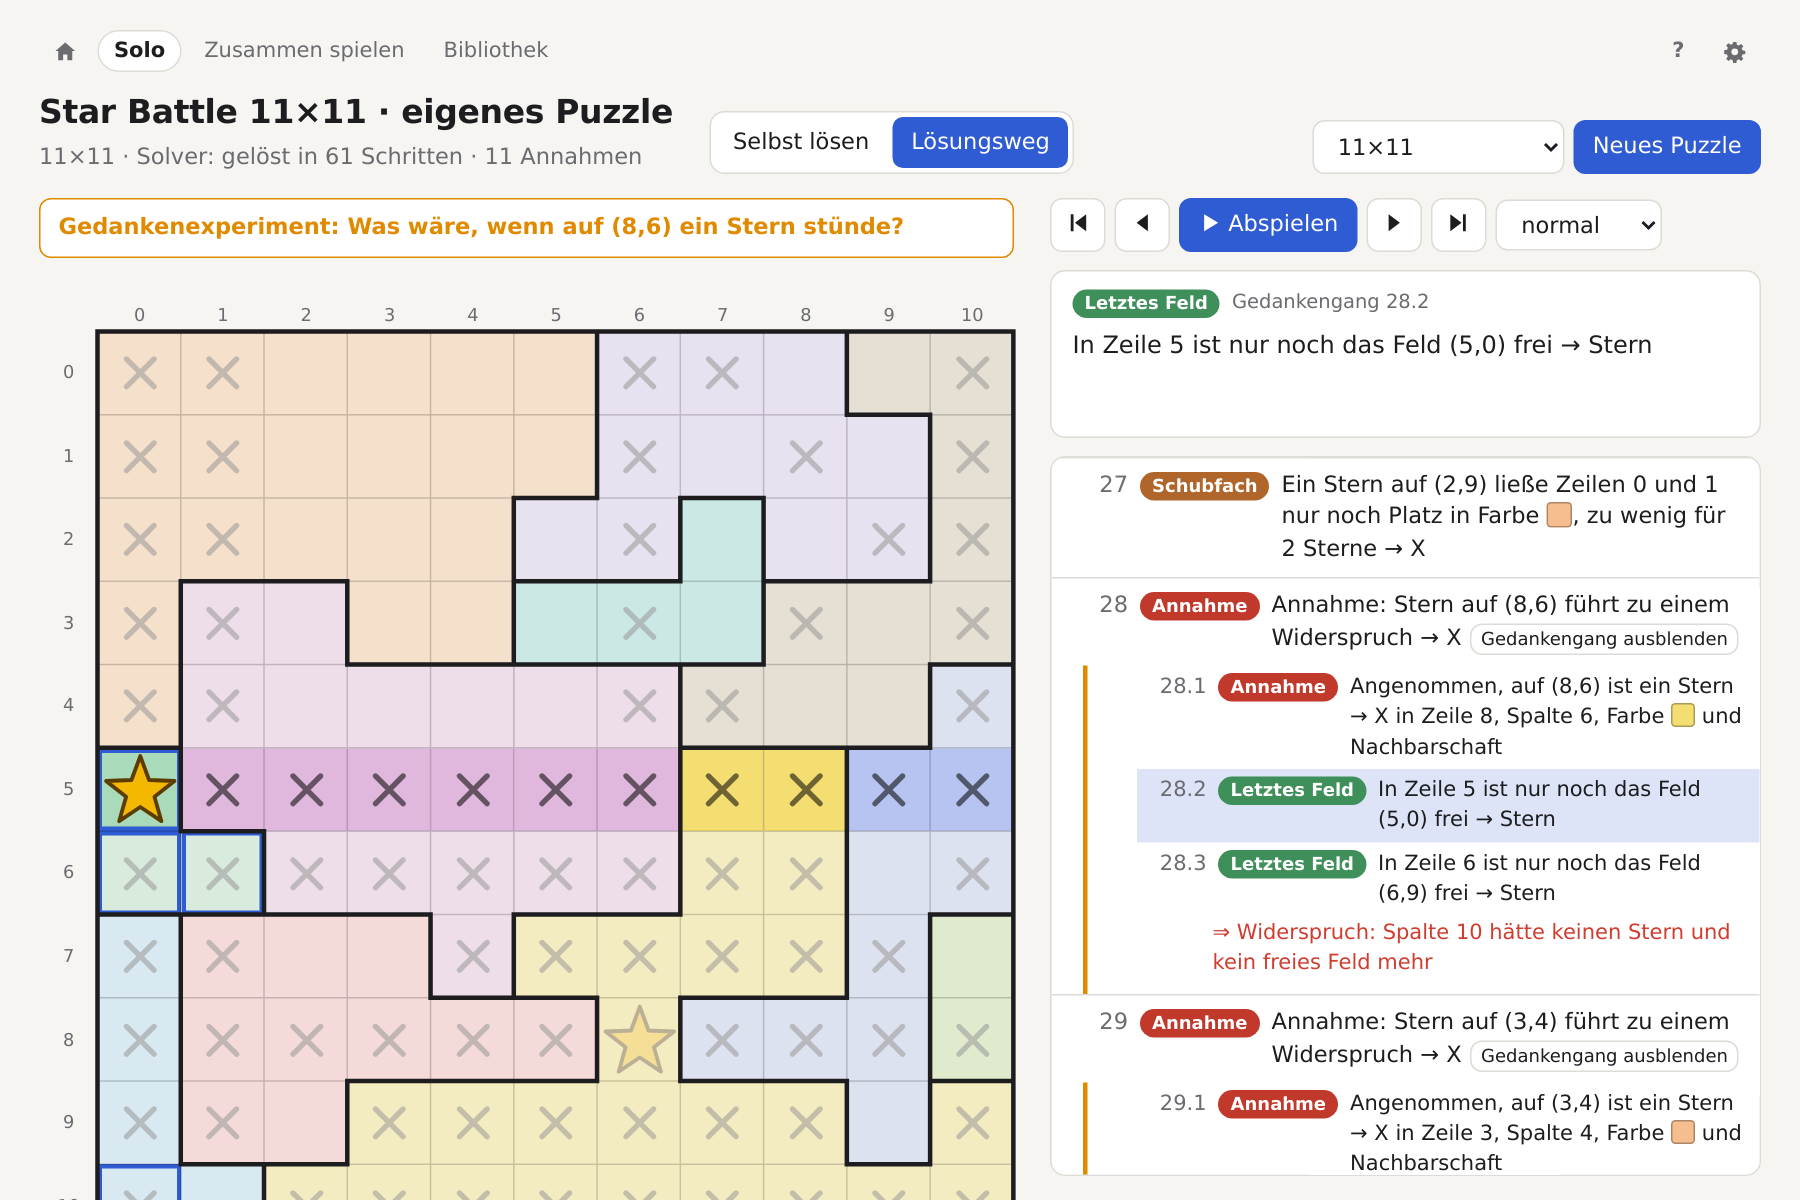 Solo Zusammen spielen Bibliothek ?
Star Battle 11×11 · eigenes Puzzle
11×11 · Solver: gelöst in 61 Schritten · 11 Annahmen
Selbst lösen Lösungsweg
11×11
Neues Puzzle
Gedankenexperiment: Was wäre, wenn auf (8,6) ein Stern stünde?
Abspielen
normal
0 1 2 3 4 5 6 7 8 9 10
0
1
2
3
4
5
6
7
8
9
Letztes Feld Gedankengang 28.2
In Zeile 5 ist nur noch das Feld (5,0) frei → Stern
27 Schubfach Ein Stern auf (2,9) ließe Zeilen 0 und 1
nur noch Platz in Farbe , zu wenig für
2 Sterne → X
28 Annahme Annahme: Stern auf (8,6) führt zu einem
Widerspruch → X Gedankengang ausblenden
28.1 Annahme Angenommen, auf (8,6) ist ein Stern
→ X in Zeile 8, Spalte 6, Farbe und
Nachbarschaft
28.2 Letztes Feld In Zeile 5 ist nur noch das Feld
(5,0) frei → Stern
28.3 Letztes Feld In Zeile 6 ist nur noch das Feld
(6,9) frei → Stern
⇒ Widerspruch: Spalte 10 hätte keinen Stern und
kein freies Feld mehr
29 Annahme Annahme: Stern auf (3,4) führt zu einem
Widerspruch → X Gedankengang ausblenden
29.1 Annahme Angenommen, auf (3,4) ist ein Stern
→ X in Zeile 3, Spalte 4, Farbe und
Nachbarschaft